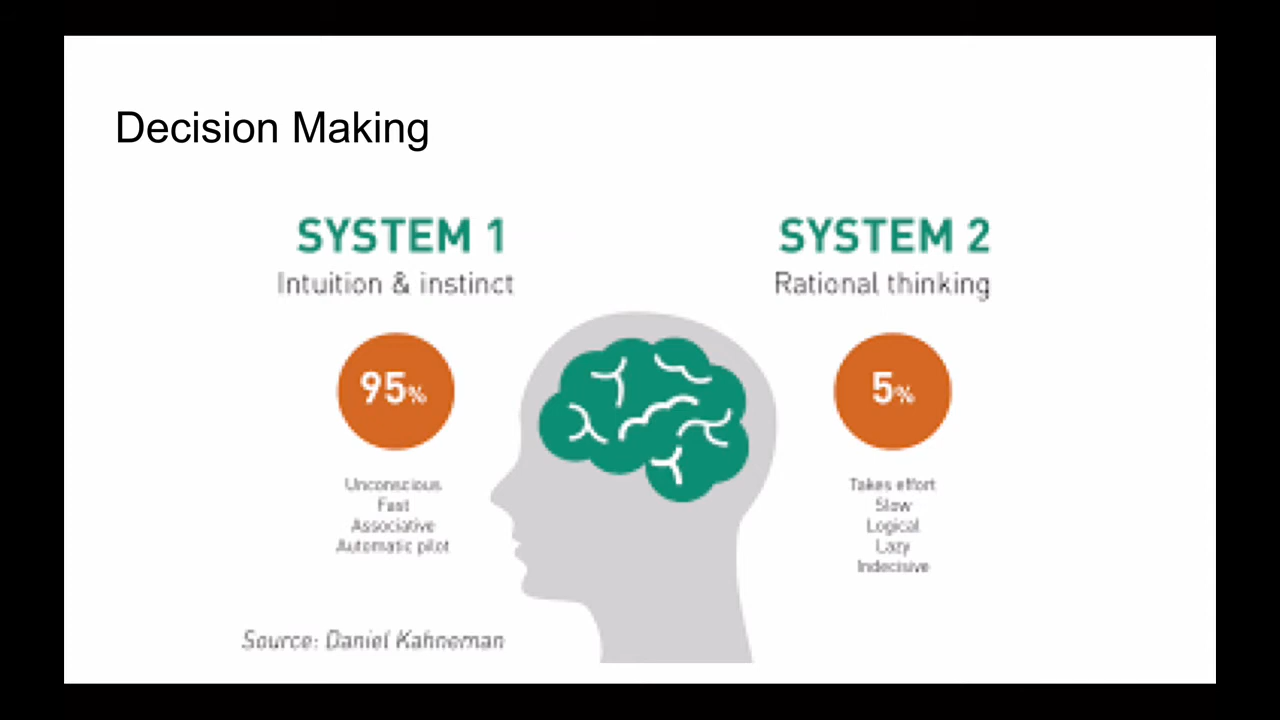 Decision Making
SYSTEM 1
Intuition & instinct
95%
Unconscious
Fast
Associative
Automatic pilot
SYSTEM 2
Rational thinking
5%
Takes effort
Slow
Logical
Lazy
Indecisive
Source: Daniel Kahneman